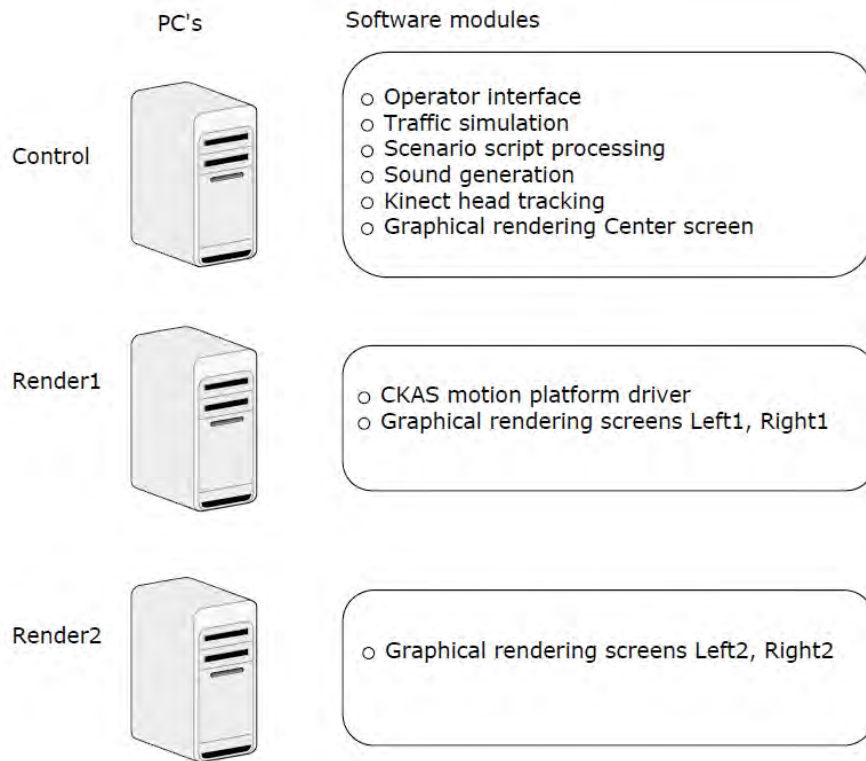 PC's
Software modules
Control
○ Operator interface
○ Traffic simulation
○ Scenario script processing
○ Sound generation
○ Kinect head tracking
○ Graphical rendering Center screen
Render1
○ CKAS motion platform driver
○ Graphical rendering screens Left1, Right1
Render2
○ Graphical rendering screens Left2, Right2